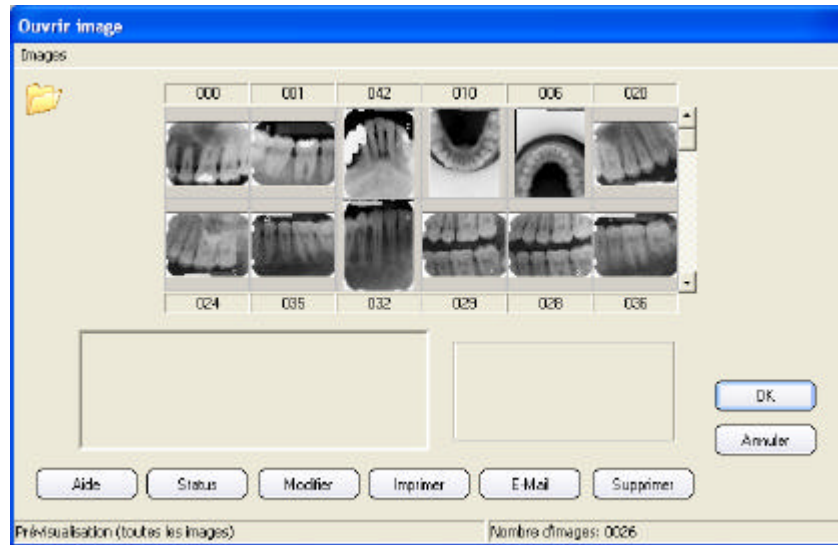 Ouvrir image
Images
000 001 042 010 006 020
024 035 032 029 028 036
OK
Annuler
Aide Status Modifier Imprimer E-Mail Supprimer
Prévisualisation (toutes les images) Nombre d'images: 0026